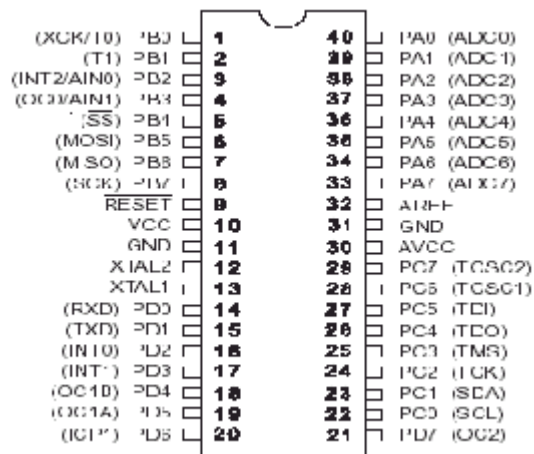 (XCK/T0) PB0 1 40 PA0 (ADC0)
(T1) PB1 2 39 PA1 (ADC1)
(INT2/AIN0) PB2 3 38 PA2 (ADC2)
(OC0/AIN1) PB3 4 37 PA3 (ADC3)
(SS) PB4 5 36 PA4 (ADC4)
(MOSI) PB5 6 35 PA5 (ADC5)
(MISO) PB6 7 34 PA6 (ADC6)
(SCK) PB7 8 33 PA7 (ADC7)
RESET 9 32 AREF
VCC 10 31 GND
GND 11 30 AVCC
XTAL2 12 29 PC7 (TOSC2)
XTAL1 13 28 PC6 (TOSC1)
(RXD) PD0 14 27 PC5 (TDI)
(TXD) PD1 15 26 PC4 (TDO)
(INT0) PD2 16 25 PC3 (TMS)
(INT1) PD3 17 24 PC2 (TCK)
(OC1B) PD4 18 23 PC1 (SDA)
(OC1A) PD5 19 22 PC0 (SCL)
(ICP1) PD6 20 21 PD7 (OC2)